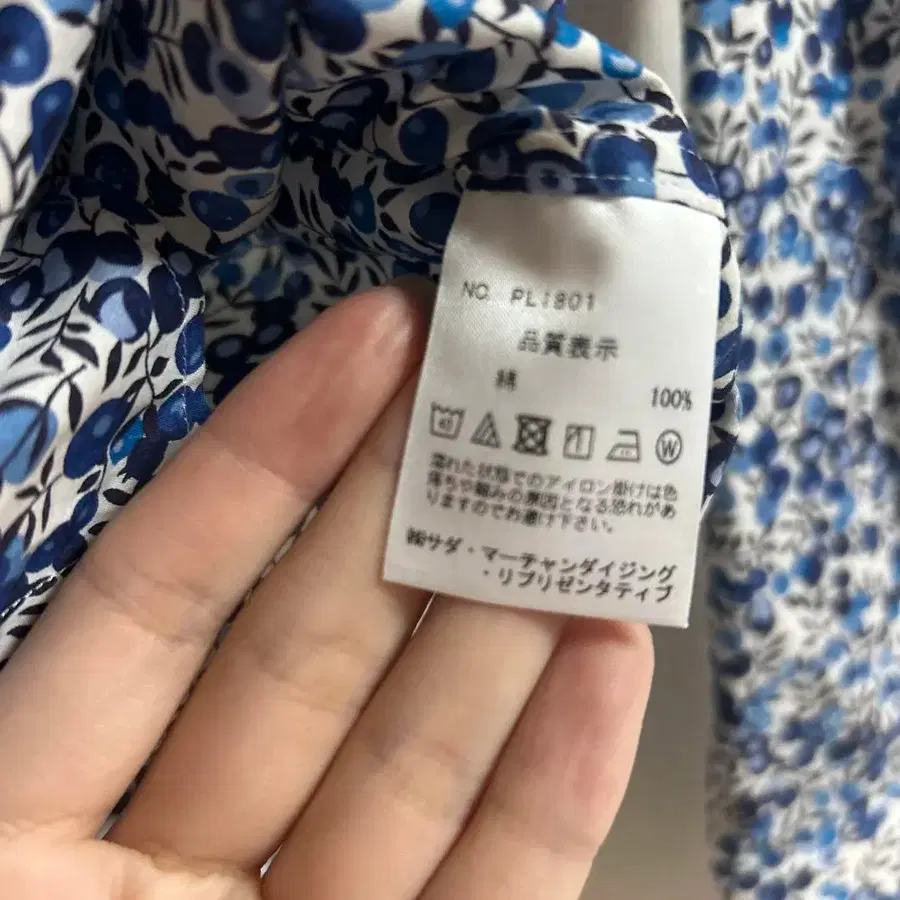 NO. PL1801
品質表示
綿 100%
40 W
濡れた状態でのアイロン掛けは色
落ちや縮みの原因となる恐れがあ
りますのでお避け下さい。
㈱サダ・マーチャンダイジング
・リプリゼンタティブ